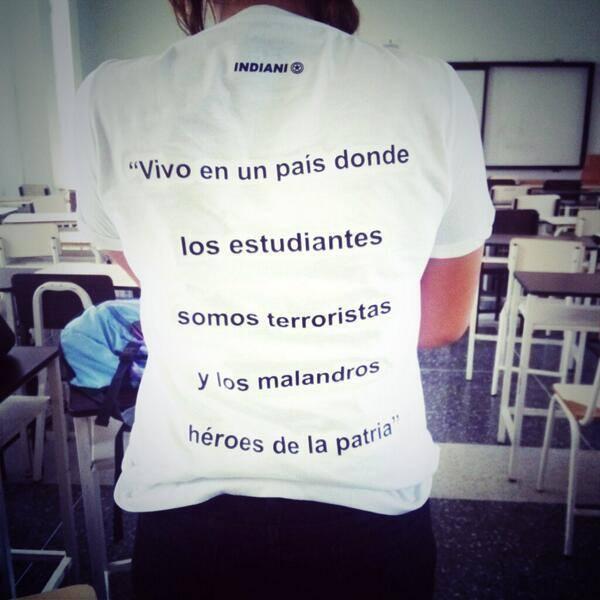 INDIANI
“Vivo en un país donde
los estudiantes
somos terroristas
y los malandros
héroes de la patria”